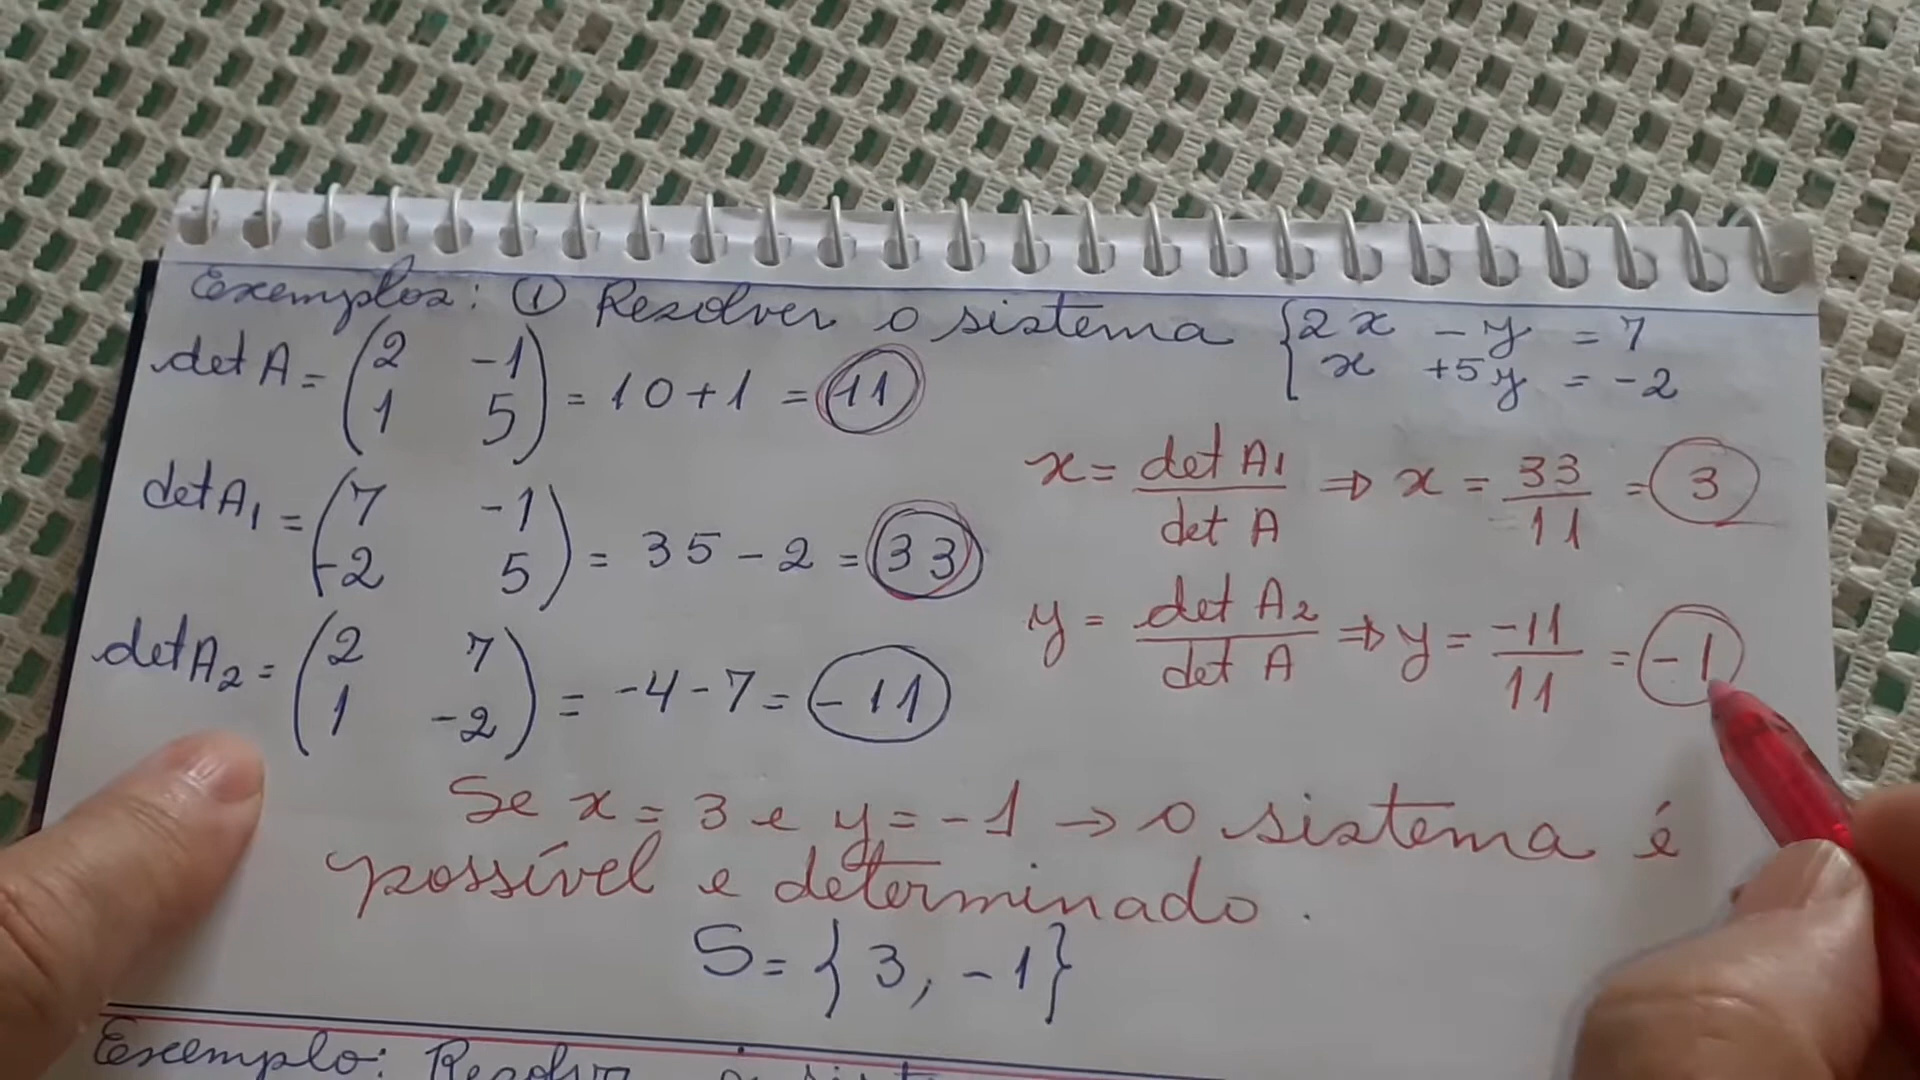 Exemplos: ① Resolver o sistema { 2x - y = 7
x + 5y = -2
det A = ( 2 -1
1 5 ) = 10 + 1 = 11
det A1 = ( 7 -1
-2 5 ) = 35 - 2 = 33
det A2 = ( 2 7
1 -2 ) = -4 - 7 = -11
x = det A1 / det A ⇒ x = 33 / 11 = 3
y = det A2 / det A ⇒ y = -11 / 11 = -1
Se x = 3 e y = -1 → o sistema é
possível e determinado.
S = { 3, -1 }
Exemplo: Resolva